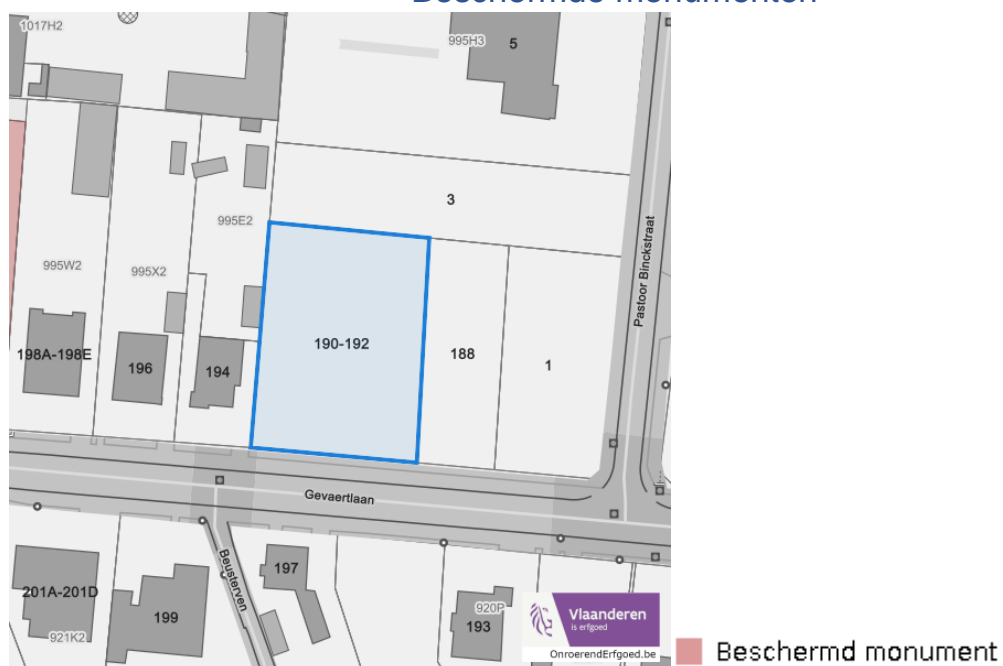 Beschermde monumenten
1017H2
995H3
5
3
995E2
995W2
995X2
Pastoor Binckstraat
190-192
198A-198E
196
194
188
1
Gevaertlaan
Beusterven
197
201A-201D
199
921K2
920P
193
Vlaanderen
is erfgoed
OnroerendErfgoed.be
Beschermd monument